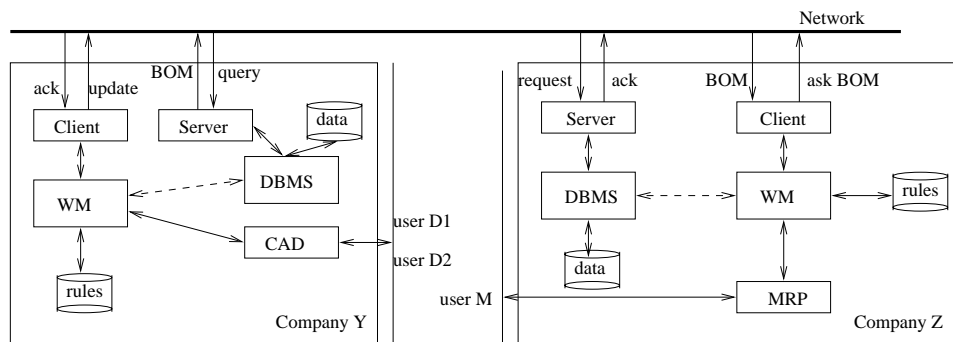 Network
ack
update
BOM
query
request
ack
BOM
ask BOM
Client
Server
data
Server
Client
DBMS
WM
DBMS
WM
rules
user D1
CAD
user D2
data
rules
user M
MRP
Company Y
Company Z